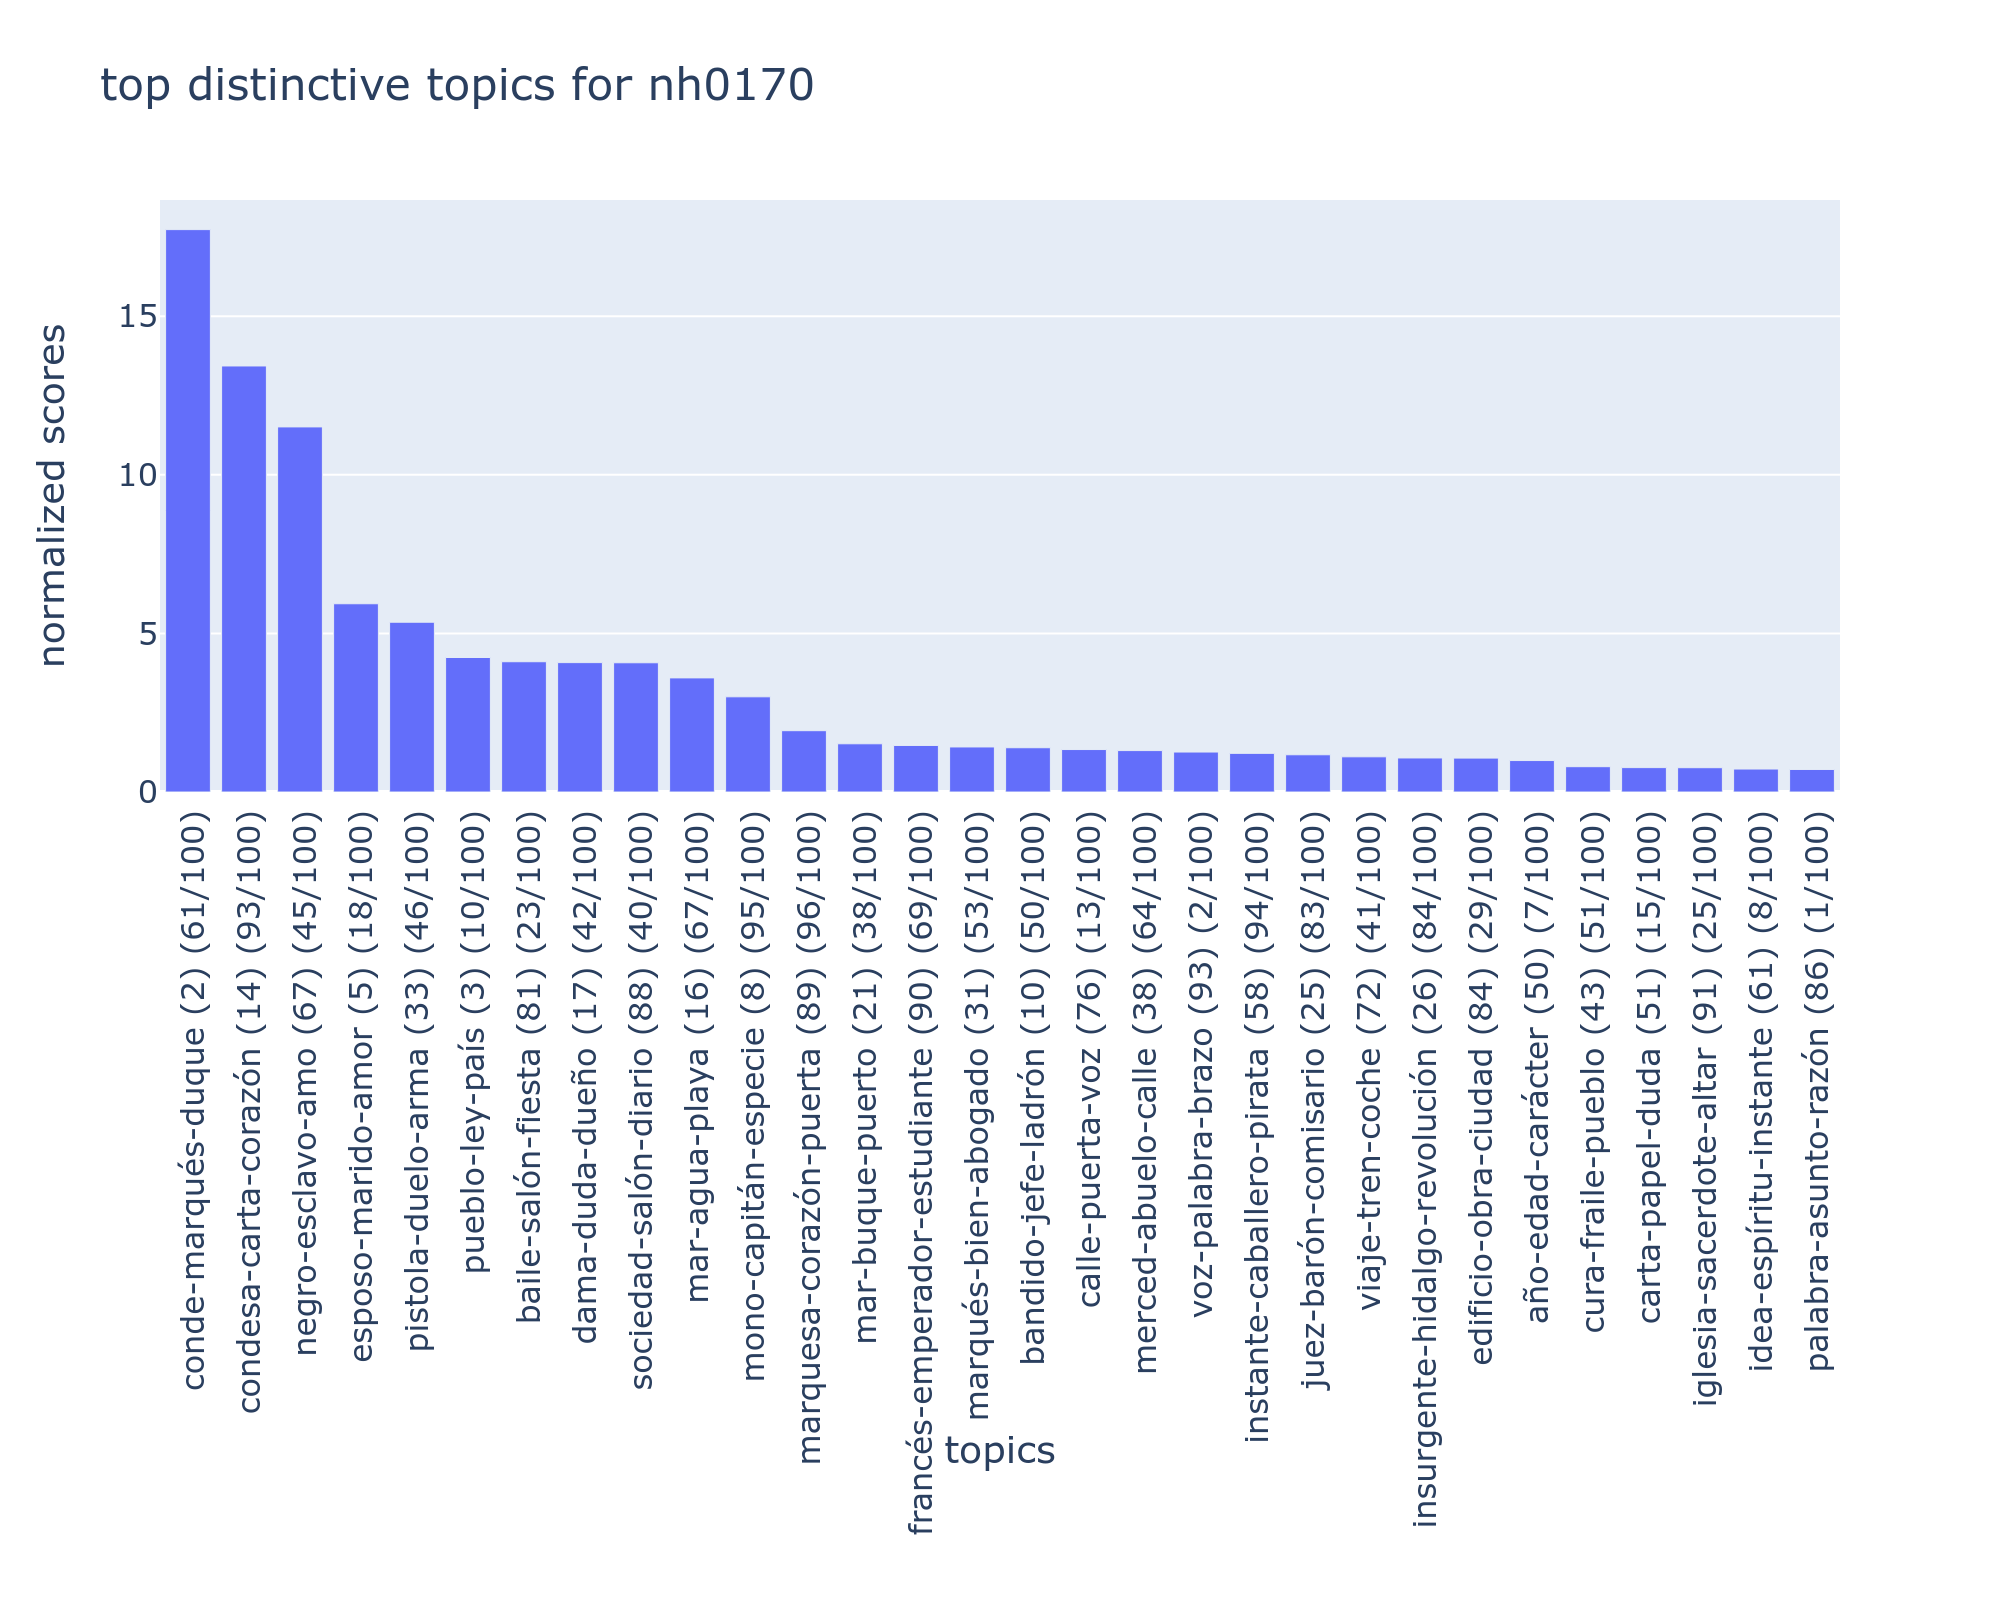 top distinctive topics for nh0170
normalized scores
15
10
5
0
conde-marqués-duque (2) (61/100)
condesa-carta-corazón (14) (93/100)
negro-esclavo-amo (67) (45/100)
esposo-marido-amor (5) (18/100)
pistola-duelo-arma (33) (46/100)
pueblo-ley-país (3) (10/100)
baile-salón-fiesta (81) (23/100)
dama-duda-dueño (17) (42/100)
sociedad-salón-diario (88) (40/100)
mar-agua-playa (16) (67/100)
mono-capitán-especie (8) (95/100)
marquesa-corazón-puerta (89) (96/100)
mar-buque-puerto (21) (38/100)
francés-emperador-estudiante (90) (69/100)
marqués-bien-abogado (31) (53/100)
bandido-jefe-ladrón (10) (50/100)
calle-puerta-voz (76) (13/100)
merced-abuelo-calle (38) (64/100)
voz-palabra-brazo (93) (2/100)
instante-caballero-pirata (58) (94/100)
juez-barón-comisario (25) (83/100)
viaje-tren-coche (72) (41/100)
insurgente-hidalgo-revolución (26) (84/100)
edificio-obra-ciudad (84) (29/100)
año-edad-carácter (50) (7/100)
cura-fraile-pueblo (43) (51/100)
carta-papel-duda (51) (15/100)
iglesia-sacerdote-altar (91) (25/100)
idea-espíritu-instante (61) (8/100)
palabra-asunto-razón (86) (1/100)
topics